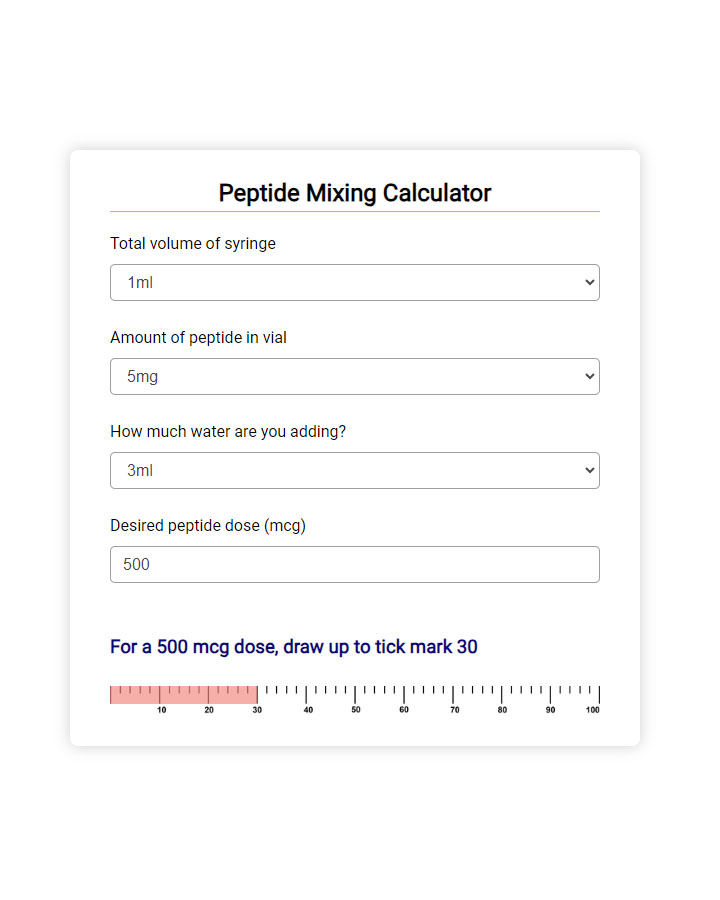 Peptide Mixing Calculator
Total volume of syringe
1ml
Amount of peptide in vial
5mg
How much water are you adding?
3ml
Desired peptide dose (mcg)
500
For a 500 mcg dose, draw up to tick mark 30
10 20 30 40 50 60 70 80 90 100